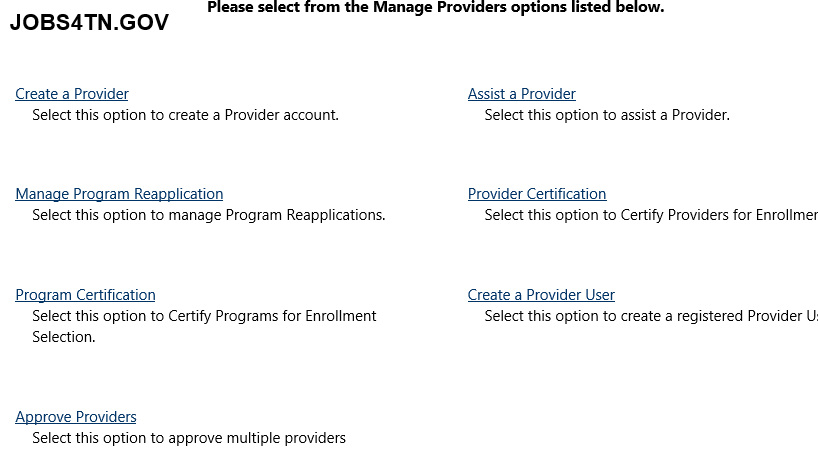 Please select from the Manage Providers options listed below.
JOBS4TN.GOV
Create a Provider
Select this option to create a Provider account.
Assist a Provider
Select this option to assist a Provider.
Manage Program Reapplication
Select this option to manage Program Reapplications.
Provider Certification
Select this option to Certify Providers for
Program Certification
Select this option to Certify Programs for Enrollment
Selection.
Create a Provider User
Select this option to create a registered Provider
Approve Providers
Select this option to approve multiple providers